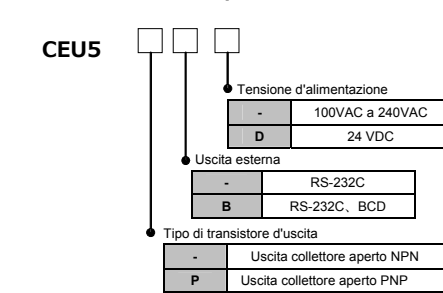 CEU5
Tensione d'alimentazione
- 100VAC a 240VAC
D 24 VDC
Uscita esterna
- RS-232C
B RS-232C、BCD
Tipo di transistore d'uscita
- Uscita collettore aperto NPN
P Uscita collettore aperto PNP